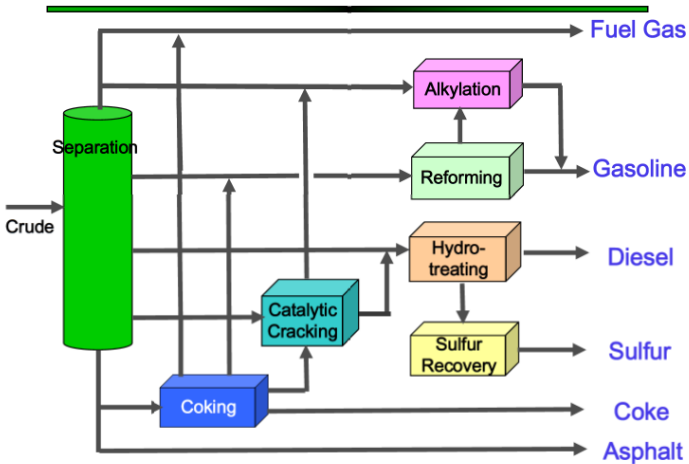 Fuel Gas
Alkylation
Separation
Reforming
Gasoline
Crude
Hydro-
treating
Diesel
Catalytic
Cracking
Sulfur
Recovery
Sulfur
Coking
Coke
Asphalt